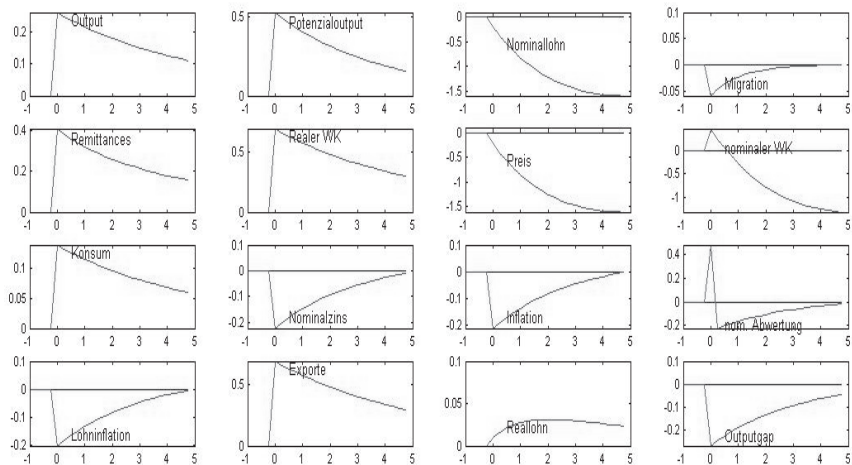 Output
0.2
0.1
0
-1 0 1 2 3 4 5
Potenzialoutput
0.5
0
-1 0 1 2 3 4 5
Nominallohn
0
-0.5
-1
-1.5
-1 0 1 2 3 4 5
Migration
0.1
0.05
0
-0.05
-1 0 1 2 3 4 5
Remittances
0.4
0.2
0
-1 0 1 2 3 4 5
Realer WK
0.5
0
-1 0 1 2 3 4 5
Preis
0
-0.5
-1
-1.5
-1 0 1 2 3 4 5
nominaler WK
0
-0.5
-1
-1 0 1 2 3 4 5
Konsum
0.1
0.05
0
-1 0 1 2 3 4 5
Nominalzins
0.1
0
-0.1
-0.2
-1 0 1 2 3 4 5
Inflation
0.1
0
-0.1
-0.2
-1 0 1 2 3 4 5
nom. Abwertung
0.4
0.2
0
-0.2
-1 0 1 2 3 4 5
Lohninflation
0.1
0
-0.1
-0.2
-1 0 1 2 3 4 5
Exporte
0.5
0
-1 0 1 2 3 4 5
Reallohn
0.1
0.05
0
-1 0 1 2 3 4 5
Outputgap
0.1
0
-0.1
-0.2
-1 0 1 2 3 4 5